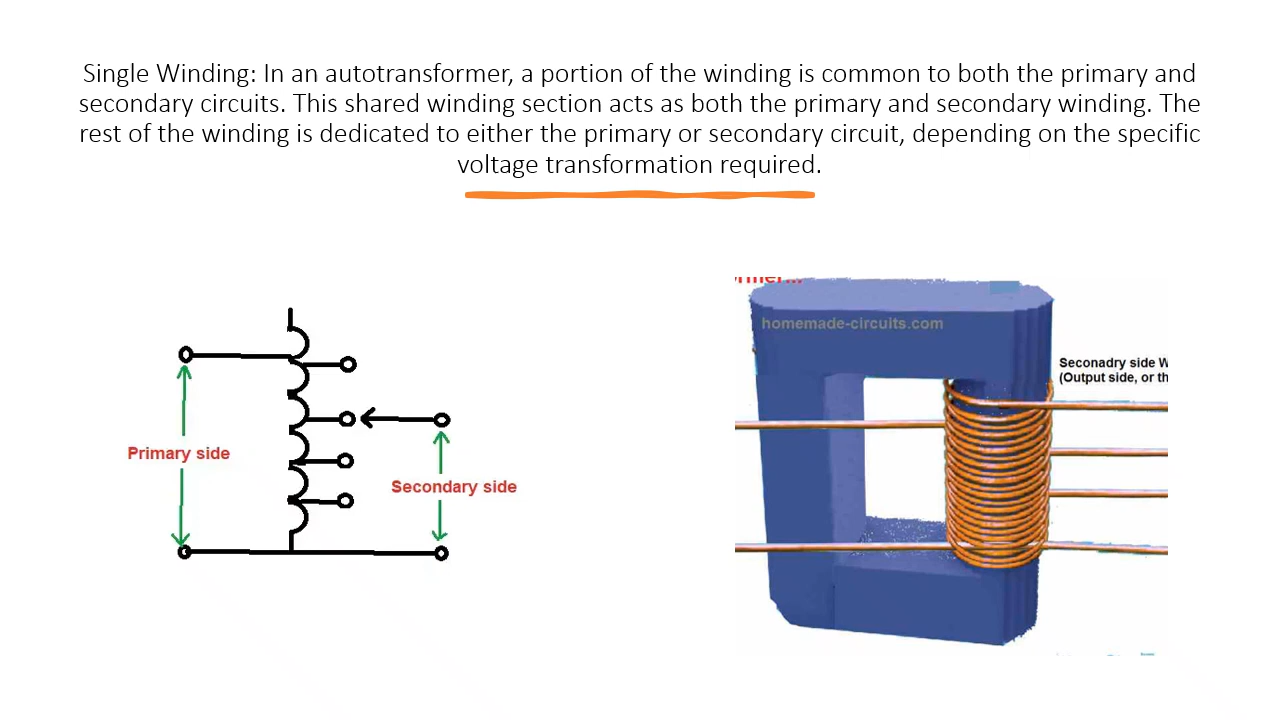 Single Winding: In an autotransformer, a portion of the winding is common to both the primary and
secondary circuits. This shared winding section acts as both the primary and secondary winding. The
rest of the winding is dedicated to either the primary or secondary circuit, depending on the specific
voltage transformation required.
homemade-circuits.com
Seconadry side W
(Output side, or th
Primary side
Secondary side